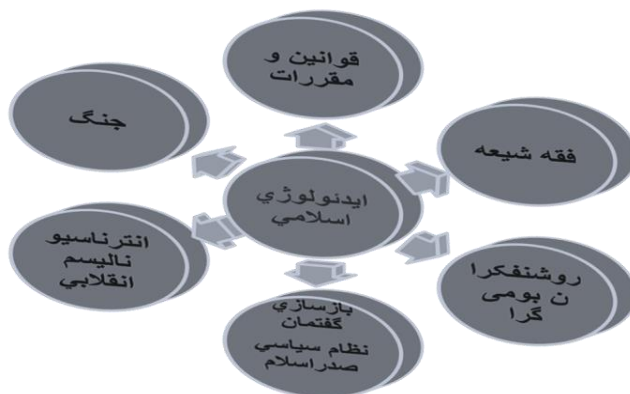 قوانين و
مقررات
جنگ
فقه شيعه
ايدئولوژي
اسلامي
انترناسيو
ناليسم
انقلابي
روشنفكرا
ن بومی
گرا
بازسازي
گفتمان
نظام سياسي
صدراسلام